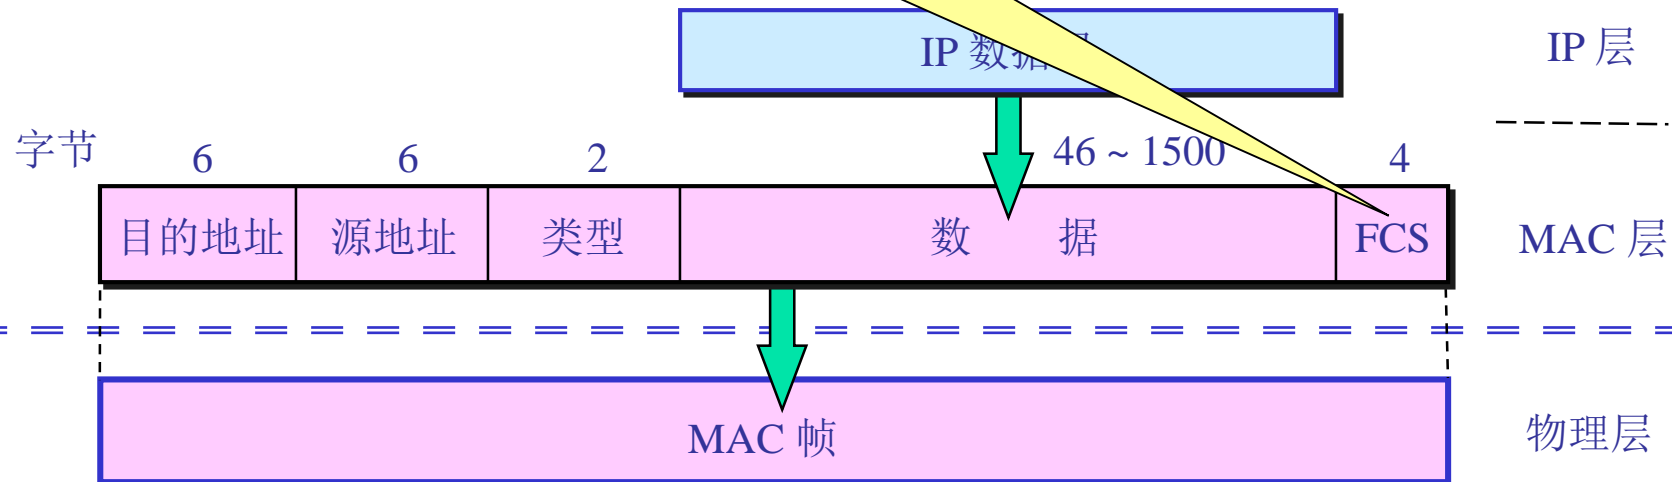 IP 数据
IP 层
字节
6
6
2
46 ~ 1500
4
目的地址
源地址
类型
数 据
FCS
MAC 层
MAC 帧
物理层